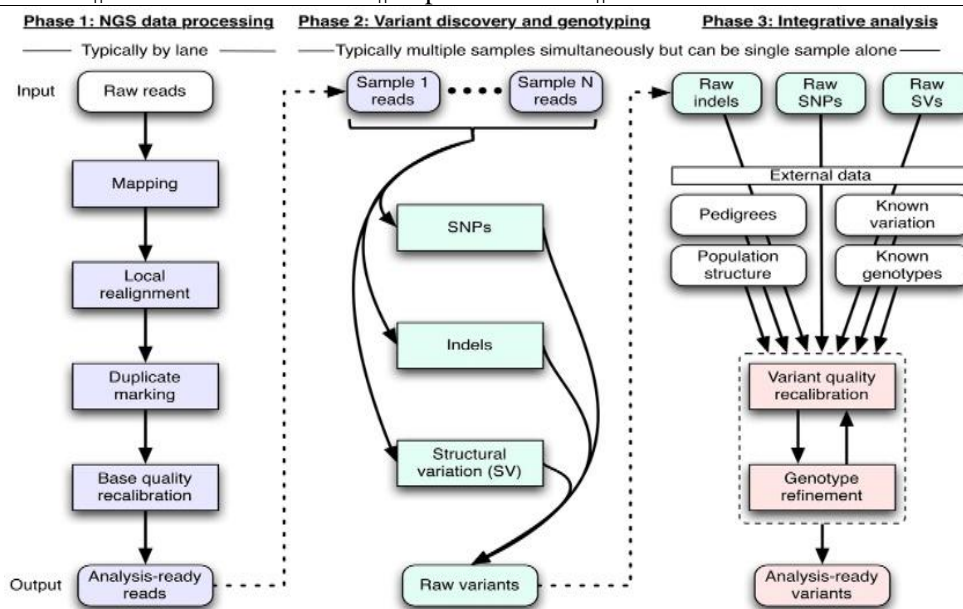 Phase 1: NGS data processing
Typically by lane
Input
Raw reads
Mapping
Local
realignment
Duplicate
marking
Base quality
recalibration
Output
Analysis-ready
reads
Phase 2: Variant discovery and genotyping
Typically multiple samples simultaneously but can be single sample alone
Sample 1
reads
Sample N
reads
SNPs
Indels
Structural
variation (SV)
Raw variants
Phase 3: Integrative analysis
Raw
indels
Raw
SNPs
Raw
SVs
External data
Pedigrees
Known
variation
Population
structure
Known
genotypes
Variant quality
recalibration
Genotype
refinement
Analysis-ready
variants